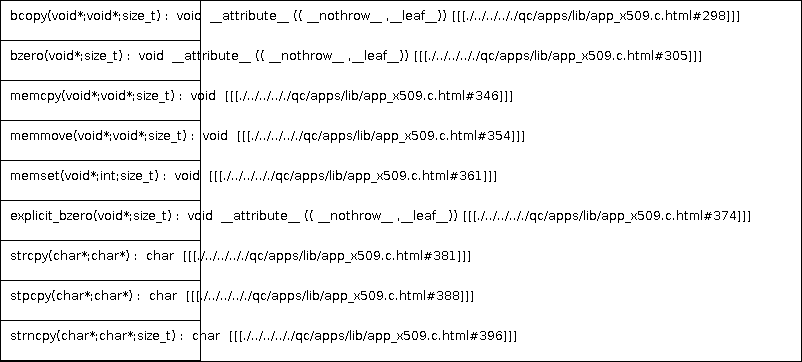 bcopy(void*;void*;size_t) : void __attribute__ (( __nothrow__ ,__leaf__)) [[[./../../../qc/apps/lib/app_x509.c.html#298]]]
bzero(void*;size_t) : void __attribute__ (( __nothrow__ ,__leaf__)) [[[./../../../qc/apps/lib/app_x509.c.html#305]]]
memcpy(void*;void*;size_t) : void [[[./../../../qc/apps/lib/app_x509.c.html#346]]]
memmove(void*;void*;size_t) : void [[[./../../../qc/apps/lib/app_x509.c.html#354]]]
memset(void*;int;size_t) : void [[[./../../../qc/apps/lib/app_x509.c.html#361]]]
explicit_bzero(void*;size_t) : void __attribute__ (( __nothrow__ ,__leaf__)) [[[./../../../qc/apps/lib/app_x509.c.html#374]]]
strcpy(char*;char*) : char [[[./../../../qc/apps/lib/app_x509.c.html#381]]]
stpcpy(char*;char*) : char [[[./../../../qc/apps/lib/app_x509.c.html#388]]]
strncpy(char*;char*;size_t) : char [[[./../../../qc/apps/lib/app_x509.c.html#396]]]